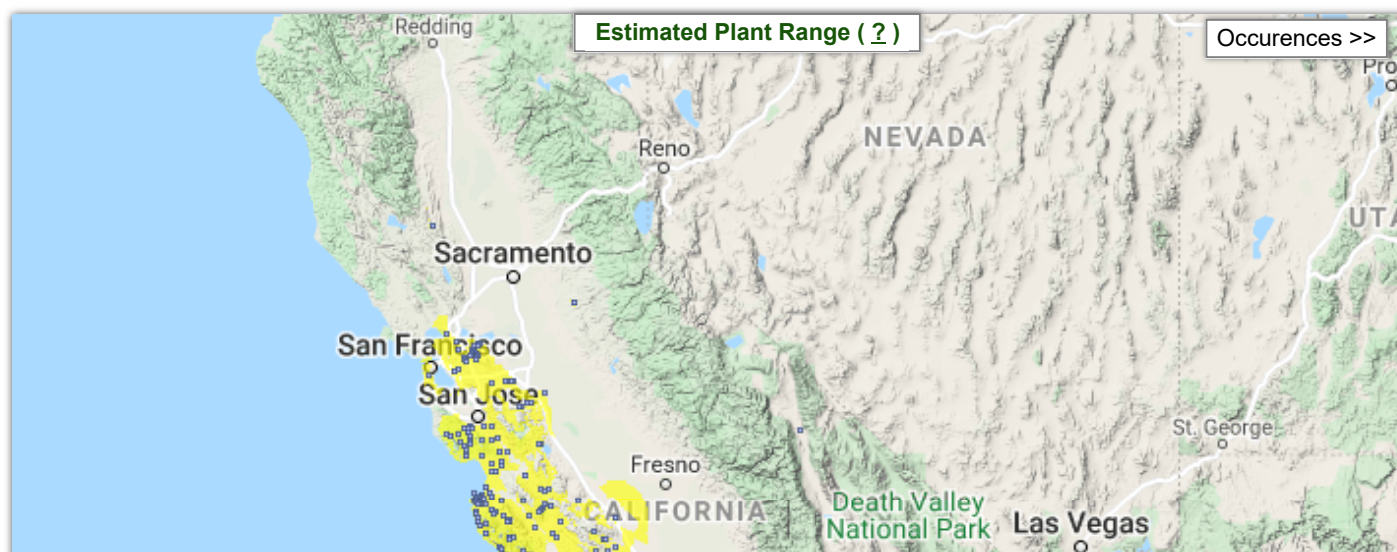 Redding
Estimated Plant Range ( ? )
Occurences >>
Pro
NEVADA
Reno
UT
Sacramento
San Francisco
San Jose
St. George
Fresno
CALIFORNIA
Death Valley
National Park
Las Vegas